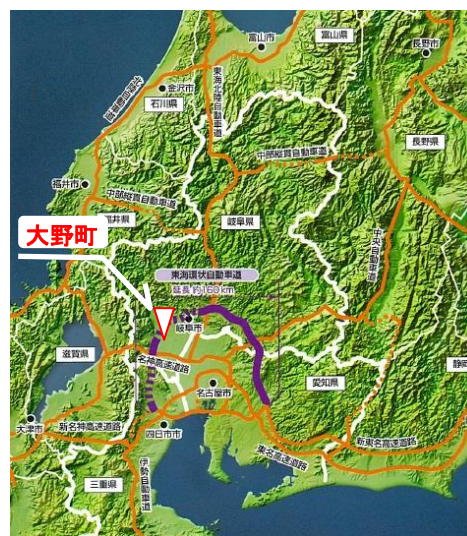 富山市
富山県
長野市
東海北陸自動車道
北陸自動車道
金沢市
石川県
長野県
中部縦貫自動車道
福井市
中部縦貫自動車道
福井県
岐阜県
大野町
中央自動車道
東海環状自動車道
延長 約160km
岐阜市
滋賀県
名神高速道路
静岡
愛知県
名古屋市
大津市
新名神高速道路
四日市市
新東名高速道路
東名高速道路
伊勢自動車道
三重県